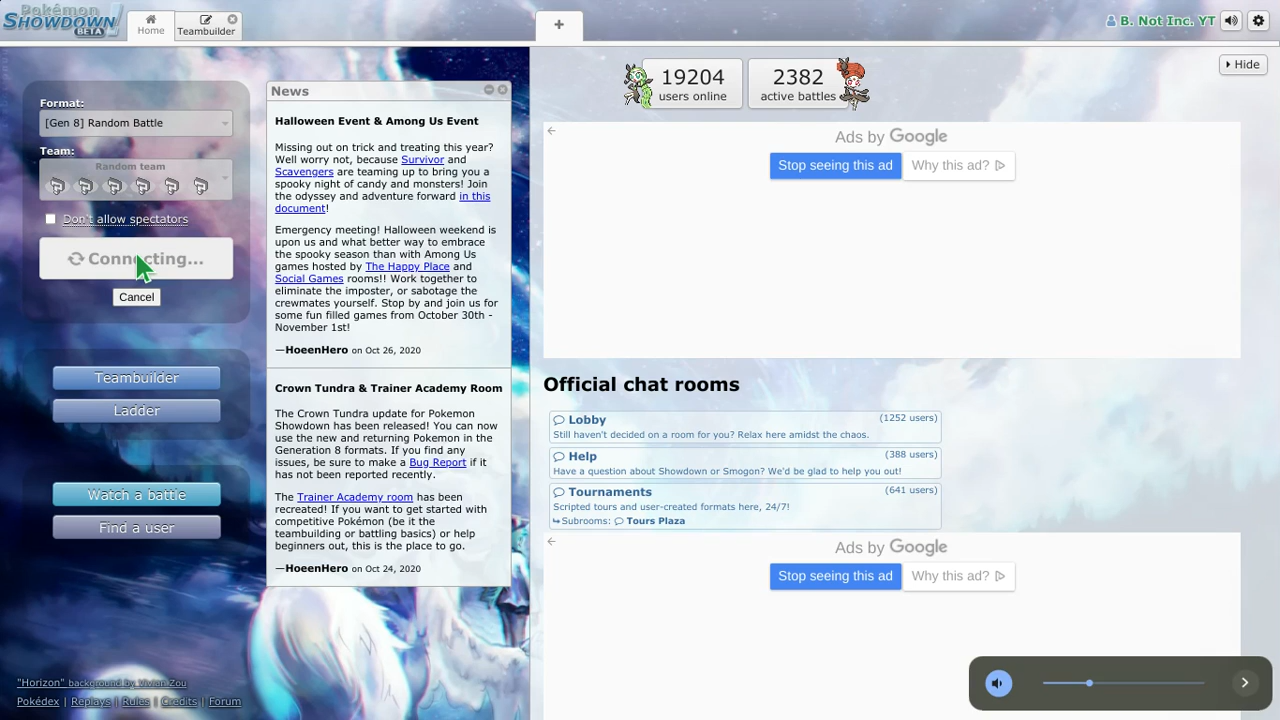 Pokémon
SHOWDOWN!
BETA
Home
Teambuilder
+
B. Not Inc. YT
Format:
[Gen 8] Random Battle
Team:
Random team
Don't allow spectators
Connecting...
Cancel
Teambuilder
Ladder
Watch a battle
Find a user
"Horizon" background by Vivian Zou
Pokédex | Replays | Rules | Credits | Forum
News
Halloween Event & Among Us Event
Missing out on trick and treating this year?
Well worry not, because Survivor and
Scavengers are teaming up to bring you a
spooky night of candy and monsters! Join
the odyssey and adventure forward in this
document!
Emergency meeting! Halloween weekend is
upon us and what better way to embrace
the spooky season than with Among Us
games hosted by The Happy Place and
Social Games rooms!! Work together to
eliminate the imposter, or sabotage the
crewmates yourself. Stop by and join us for
some fun filled games from October 30th -
November 1st!
—HoeenHero on Oct 26, 2020
Crown Tundra & Trainer Academy Room
The Crown Tundra update for Pokemon
Showdown has been released! You can now
use the new and returning Pokemon in the
Generation 8 formats. If you find any
issues, be sure to make a Bug Report if it
has not been reported recently.
The Trainer Academy room has been
recreated! If you want to get started with
competitive Pokémon (be it the
teambuilding or battling basics) or help
beginners out, this is the place to go.
—HoeenHero on Oct 24, 2020
19204
users online
2382
active battles
Hide
Ads by Google
Stop seeing this ad
Why this ad?
Official chat rooms
Lobby (1252 users)
Still haven't decided on a room for you? Relax here amidst the chaos.
Help (388 users)
Have a question about Showdown or Smogon? We'd be glad to help you out!
Tournaments (641 users)
Scripted tours and user-created formats here, 24/7!
Subrooms: Tours Plaza
Ads by Google
Stop seeing this ad
Why this ad?